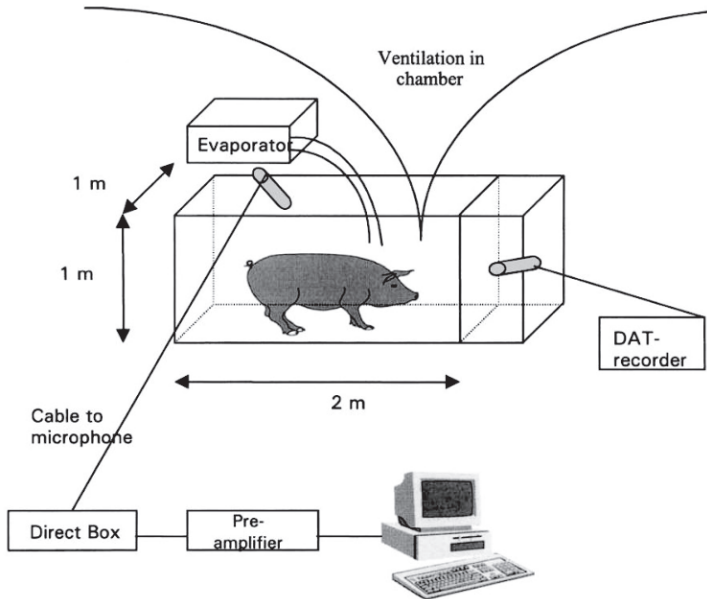 Ventilation in
chamber
Evaporator
1 m
1 m
2 m
DAT-
recorder
Cable to
microphone
Direct Box
Pre-
amplifier